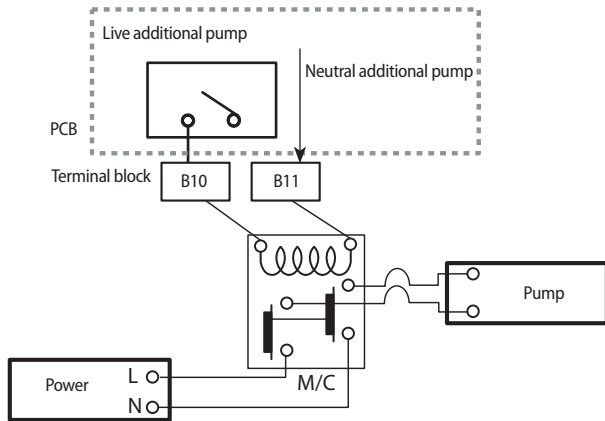 Live additional pump
Neutral additional pump
PCB
Terminal block
B10
B11
Pump
M/C
Power
L
N